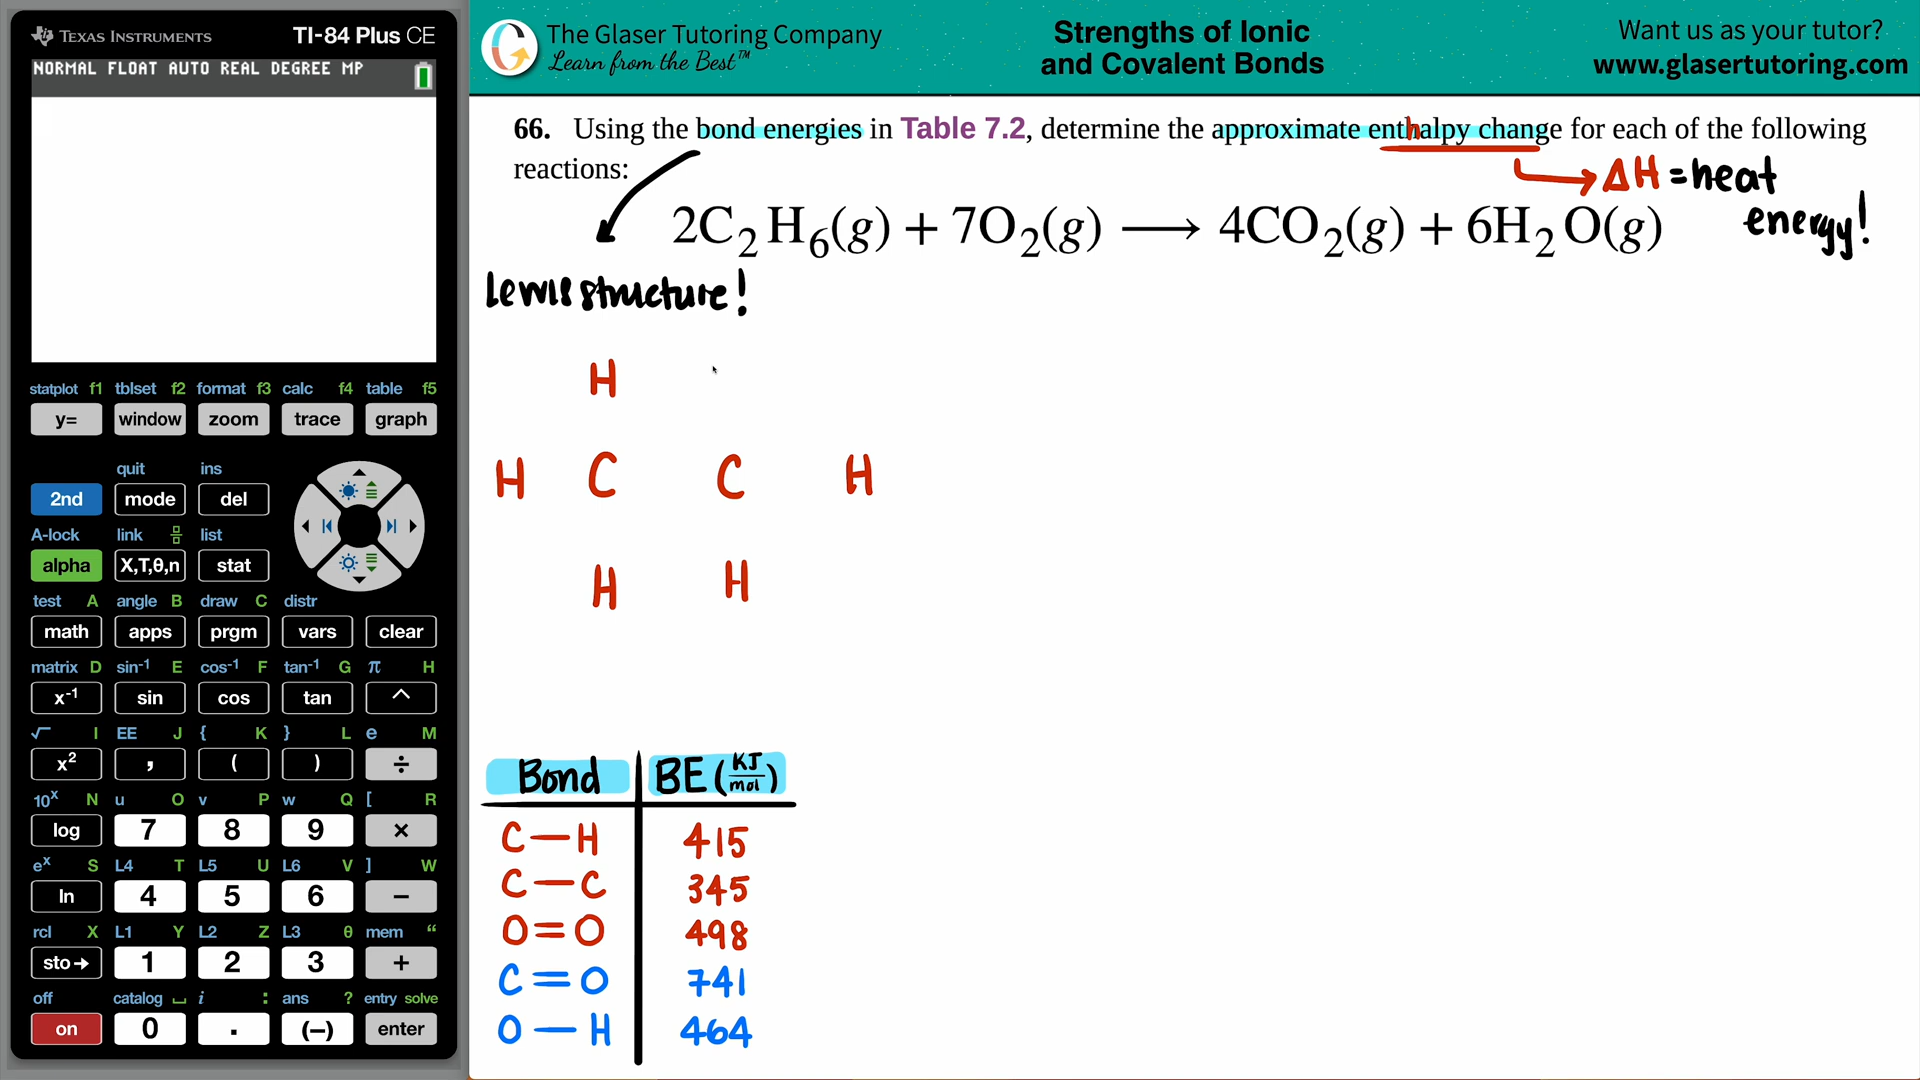 TEXAS INSTRUMENTS TI-84 Plus CE
NORMAL FLOAT AUTO REAL DEGREE MP
statplot f1 tblset f2 format f3 calc f4 table f5
y= window zoom trace graph
quit ins
2nd mode del
A-lock link list
alpha X,T,θ,n stat
test A angle B draw C distr
math apps prgm vars clear
matrix D sin⁻¹ E cos⁻¹ F tan⁻¹ G π H
x⁻¹ sin cos tan ^
√ I EE J { K } L e M
x² , ( ) ÷
10ˣ N u O v P w Q [ R
log 7 8 9 ×
eˣ S L4 T L5 U L6 V ] W
ln 4 5 6 −
rcl X L1 Y L2 Z L3 θ mem “
sto→ 1 2 3 +
off catalog ⎵ i : ans ? entry solve
on 0 . (−) enter
The Glaser Tutoring Company
Learn from the Best™
Strengths of Ionic
and Covalent Bonds
Want us as your tutor?
www.glasertutoring.com
66. Using the bond energies in Table 7.2, determine the approximate enthalpy change for each of the following
reactions:
→ ΔH = heat
energy!
2C₂H₆(g) + 7O₂(g) ⟶ 4CO₂(g) + 6H₂O(g)
Lewis structure!
H
H C C H
H H
Bond BE (KJ/mol)
C—H 415
C—C 345
O=O 498
C=O 741
O—H 464